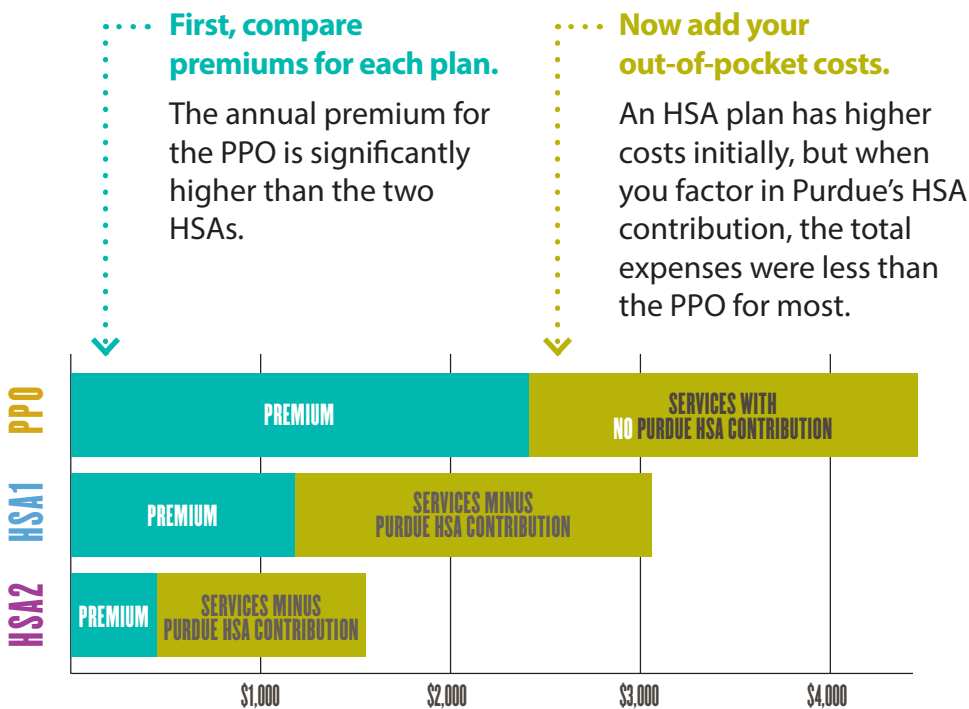 First, compare
premiums for each plan.
The annual premium for
the PPO is significantly
higher than the two
HSAs.
Now add your
out-of-pocket costs.
An HSA plan has higher
costs initially, but when
you factor in Purdue’s HSA
contribution, the total
expenses were less than
the PPO for most.
PPO
PREMIUM
SERVICES WITH
NO PURDUE HSA CONTRIBUTION
HSA1
PREMIUM
SERVICES MINUS
PURDUE HSA CONTRIBUTION
HSA2
PREMIUM
SERVICES MINUS
PURDUE HSA CONTRIBUTION
$1,000 $2,000 $3,000 $4,000